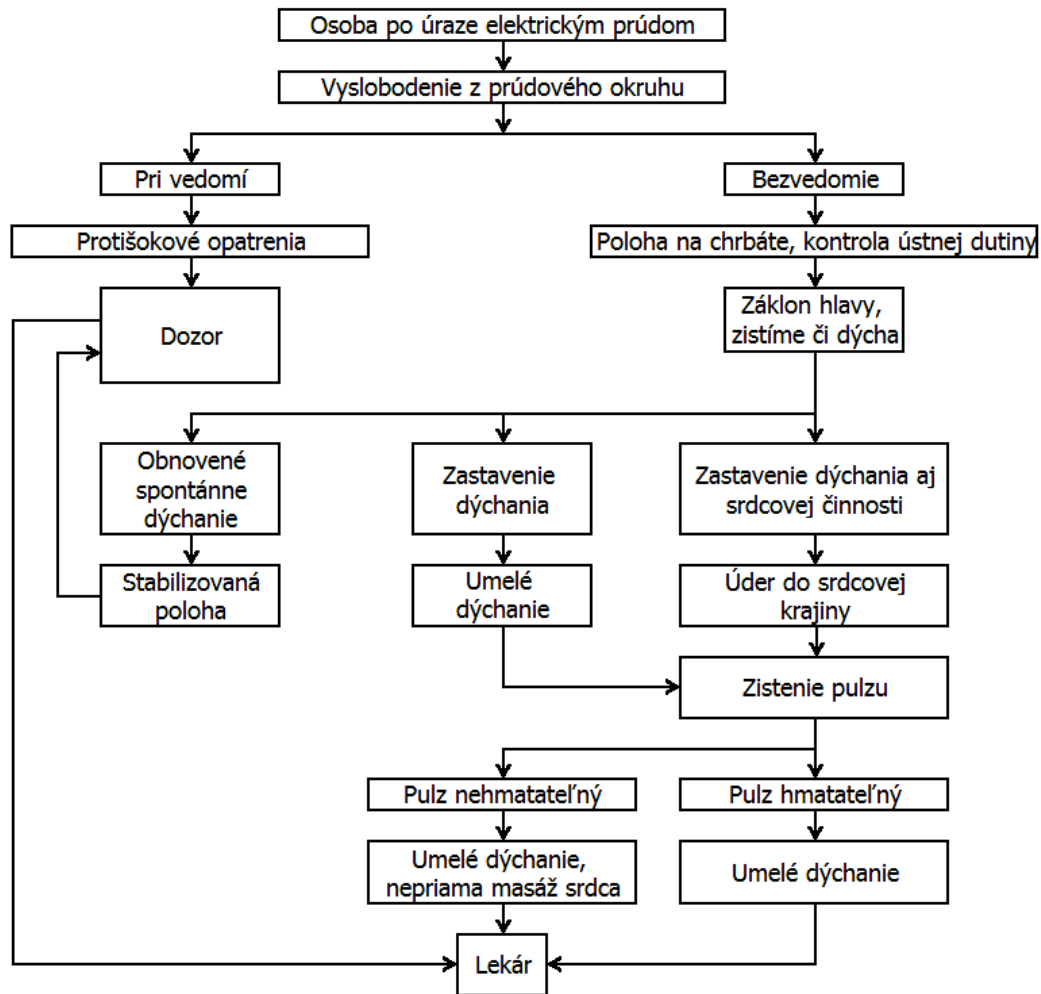 Osoba po úraze elektrickým prúdom
Vyslobodenie z prúdového okruhu
Pri vedomí
Bezvedomie
Protišokové opatrenia
Poloha na chrbáte, kontrola ústnej dutiny
Dozor
Záklon hlavy,
zistíme či dýcha
Obnovené
spontánne
dýchanie
Zastavenie
dýchania
Zastavenie dýchania aj
srdcovej činnosti
Stabilizovaná
poloha
Umelé
dýchanie
Úder do srdcovej
krajiny
Zistenie pulzu
Pulz nehmatateľný
Pulz hmatateľný
Umelé dýchanie,
nepriama masáž srdca
Umelé dýchanie
Lekár